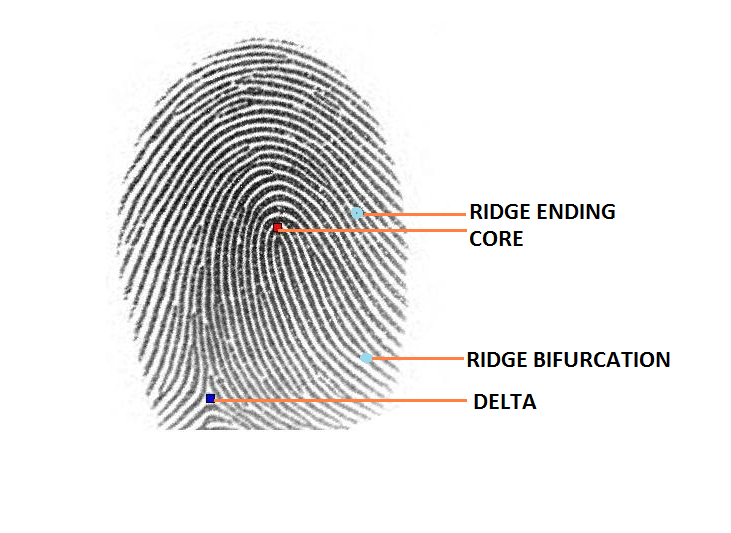 RIDGE ENDING
CORE
RIDGE BIFURCATION
DELTA